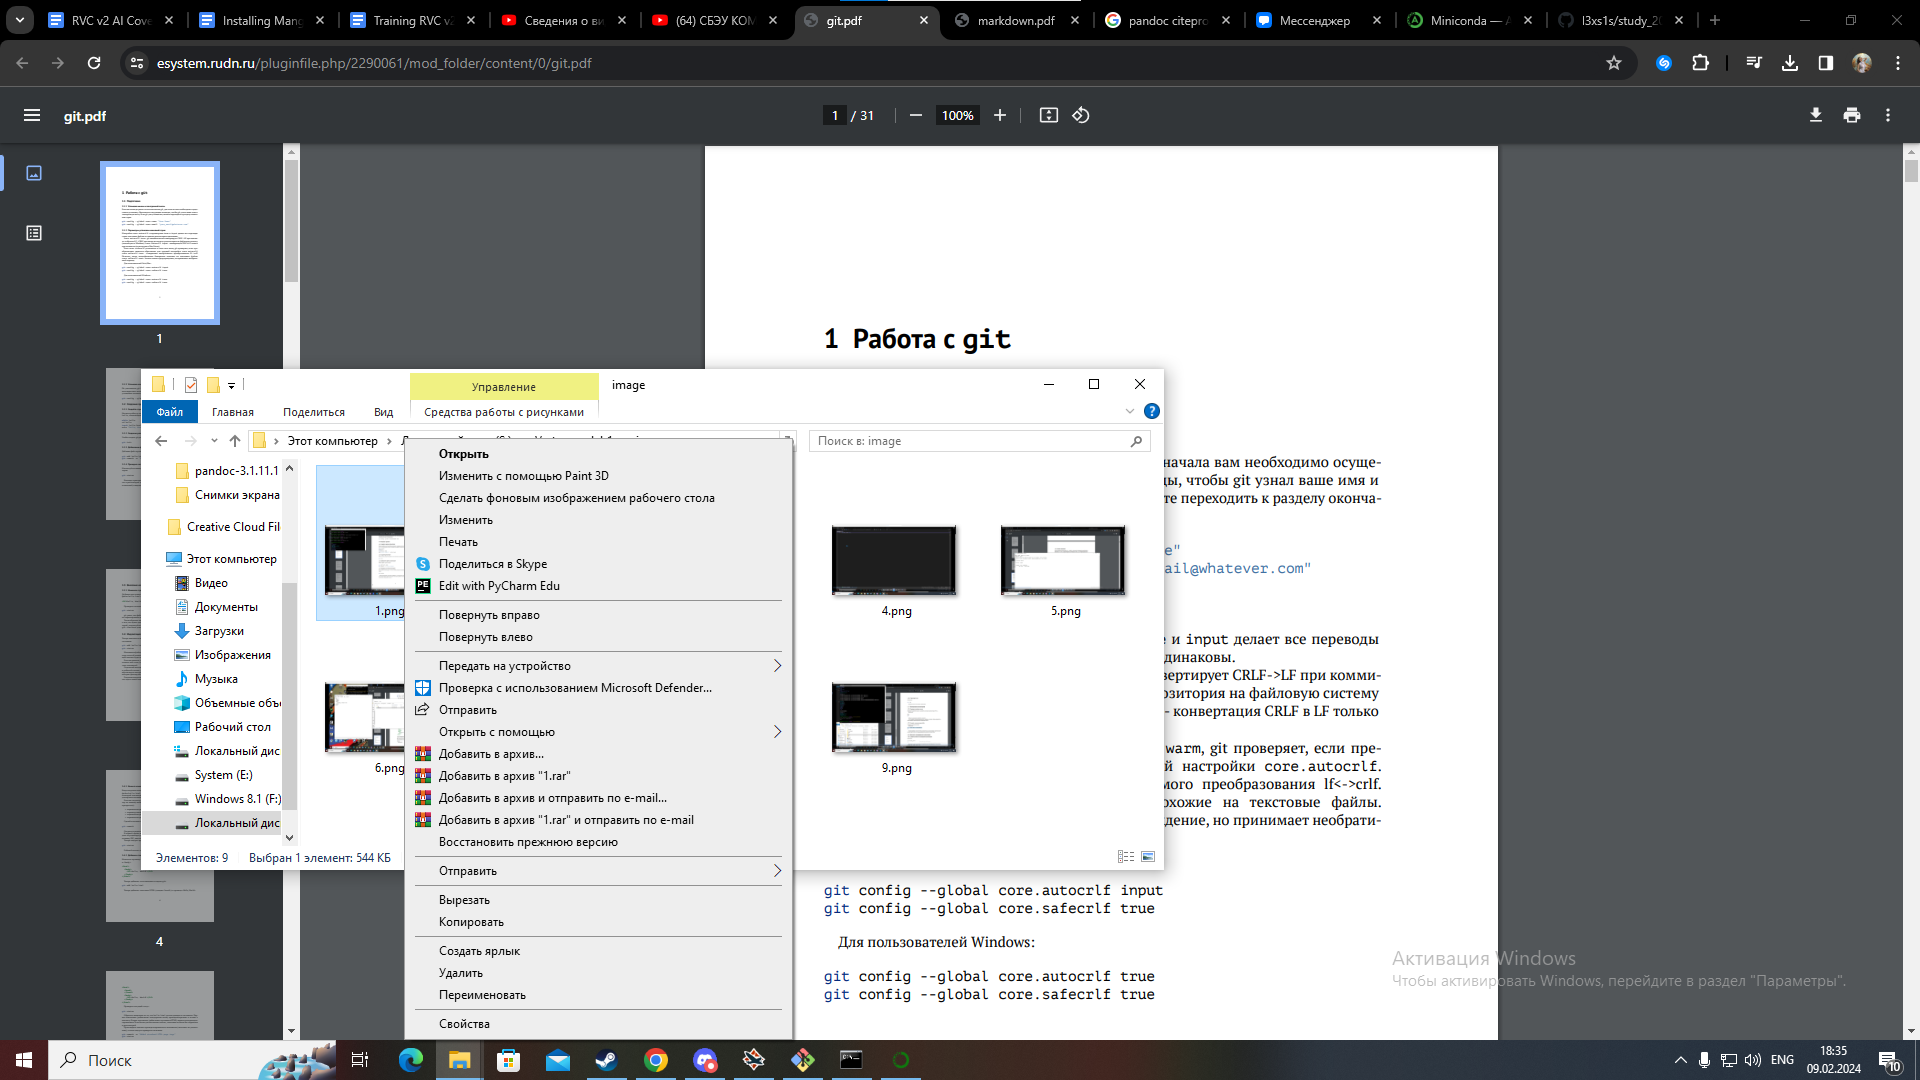 RVC v2 AI Cove
Installing Mang
Training RVC v2
Сведения о ви
(64) СБЭУ КОМ
git.pdf
markdown.pdf
pandoc citepro
Мессенджер
Miniconda — A
l3xs1s/study_20
esystem.rudn.ru/pluginfile.php/2290061/mod_folder/content/0/git.pdf
git.pdf
1 / 31
100%
1
4
1 Работа с git
Управление
image
Файл
Главная
Поделиться
Вид
Средства работы с рисунками
Этот компьютер
Поиск в: image
pandoc-3.1.11.1
Снимки экрана
Creative Cloud Fil
Этот компьютер
Видео
Документы
Загрузки
Изображения
Музыка
Объемные объ
Рабочий стол
Локальный дис
System (E:)
Windows 8.1 (F:)
Локальный дис
1.png
4.png
5.png
6.png
9.png
Элементов: 9
Выбран 1 элемент: 544 КБ
Открыть
Изменить с помощью Paint 3D
Сделать фоновым изображением рабочего стола
Изменить
Печать
Поделиться в Skype
Edit with PyCharm Edu
Повернуть вправо
Повернуть влево
Передать на устройство
Проверка с использованием Microsoft Defender...
Отправить
Открыть с помощью
Добавить в архив...
Добавить в архив "1.rar"
Добавить в архив и отправить по e-mail...
Добавить в архив "1.rar" и отправить по e-mail
Восстановить прежнюю версию
Отправить
Вырезать
Копировать
Создать ярлык
Удалить
Переименовать
Свойства
начала вам необходимо осуще-
ды, чтобы git узнал ваше имя и
те переходить к разделу оконча-
e"
ail@whatever.com"
е и input делает все переводы
динаковы.
вертирует CRLF->LF при комми-
озитория на файловую систему
- конвертация CRLF в LF только
warm, git проверяет, если пре-
й настройки core.autocrlf.
мого преобразования lf<->crlf.
охожие на текстовые файлы.
дение, но принимает необрати-
git config --global core.autocrlf input
git config --global core.safecrlf true
Для пользователей Windows:
git config --global core.autocrlf true
git config --global core.safecrlf true
Активация Windows
Чтобы активировать Windows, перейдите в раздел "Параметры".
Поиск
ENG
18:35
09.02.2024
10